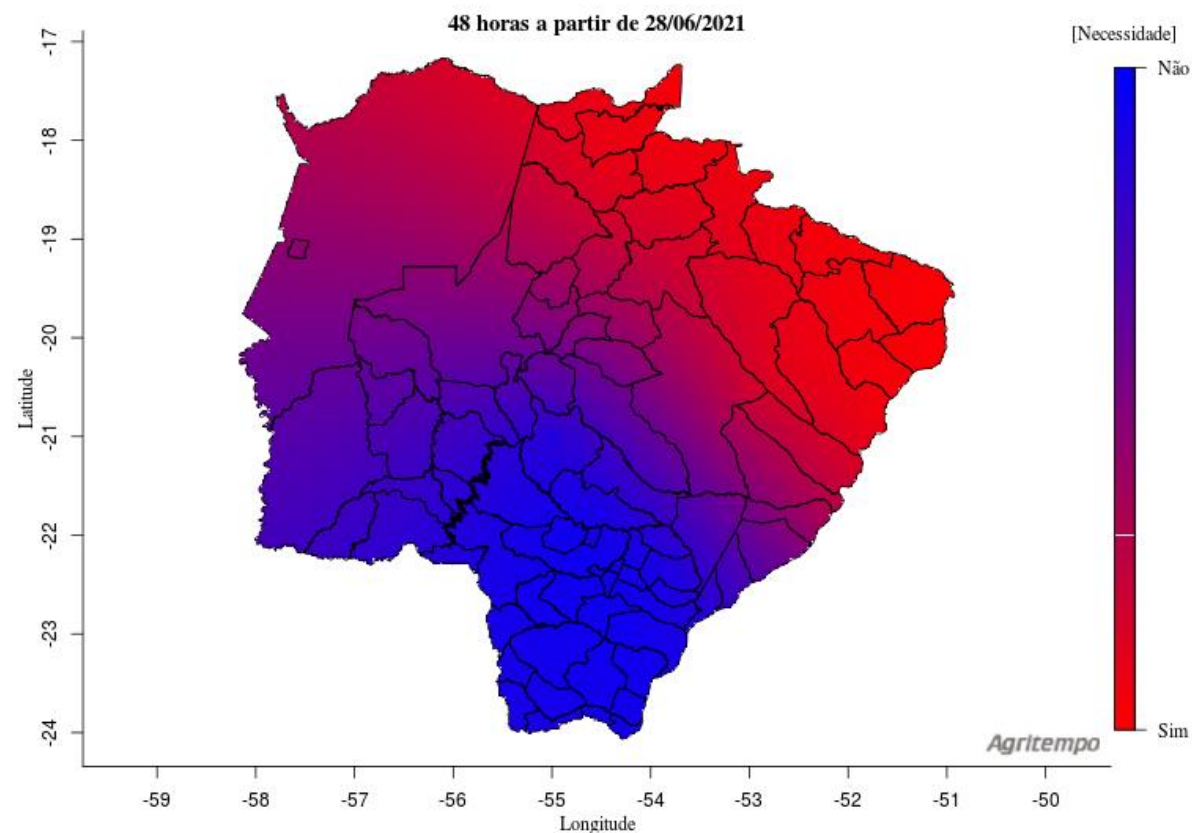 48 horas a partir de 28/06/2021
[Necessidade]
Não
Sim
Latitude
-17
-18
-19
-20
-21
-22
-23
-24
Agritempo
-59
-58
-57
-56
-55
-54
-53
-52
-51
-50
Longitude